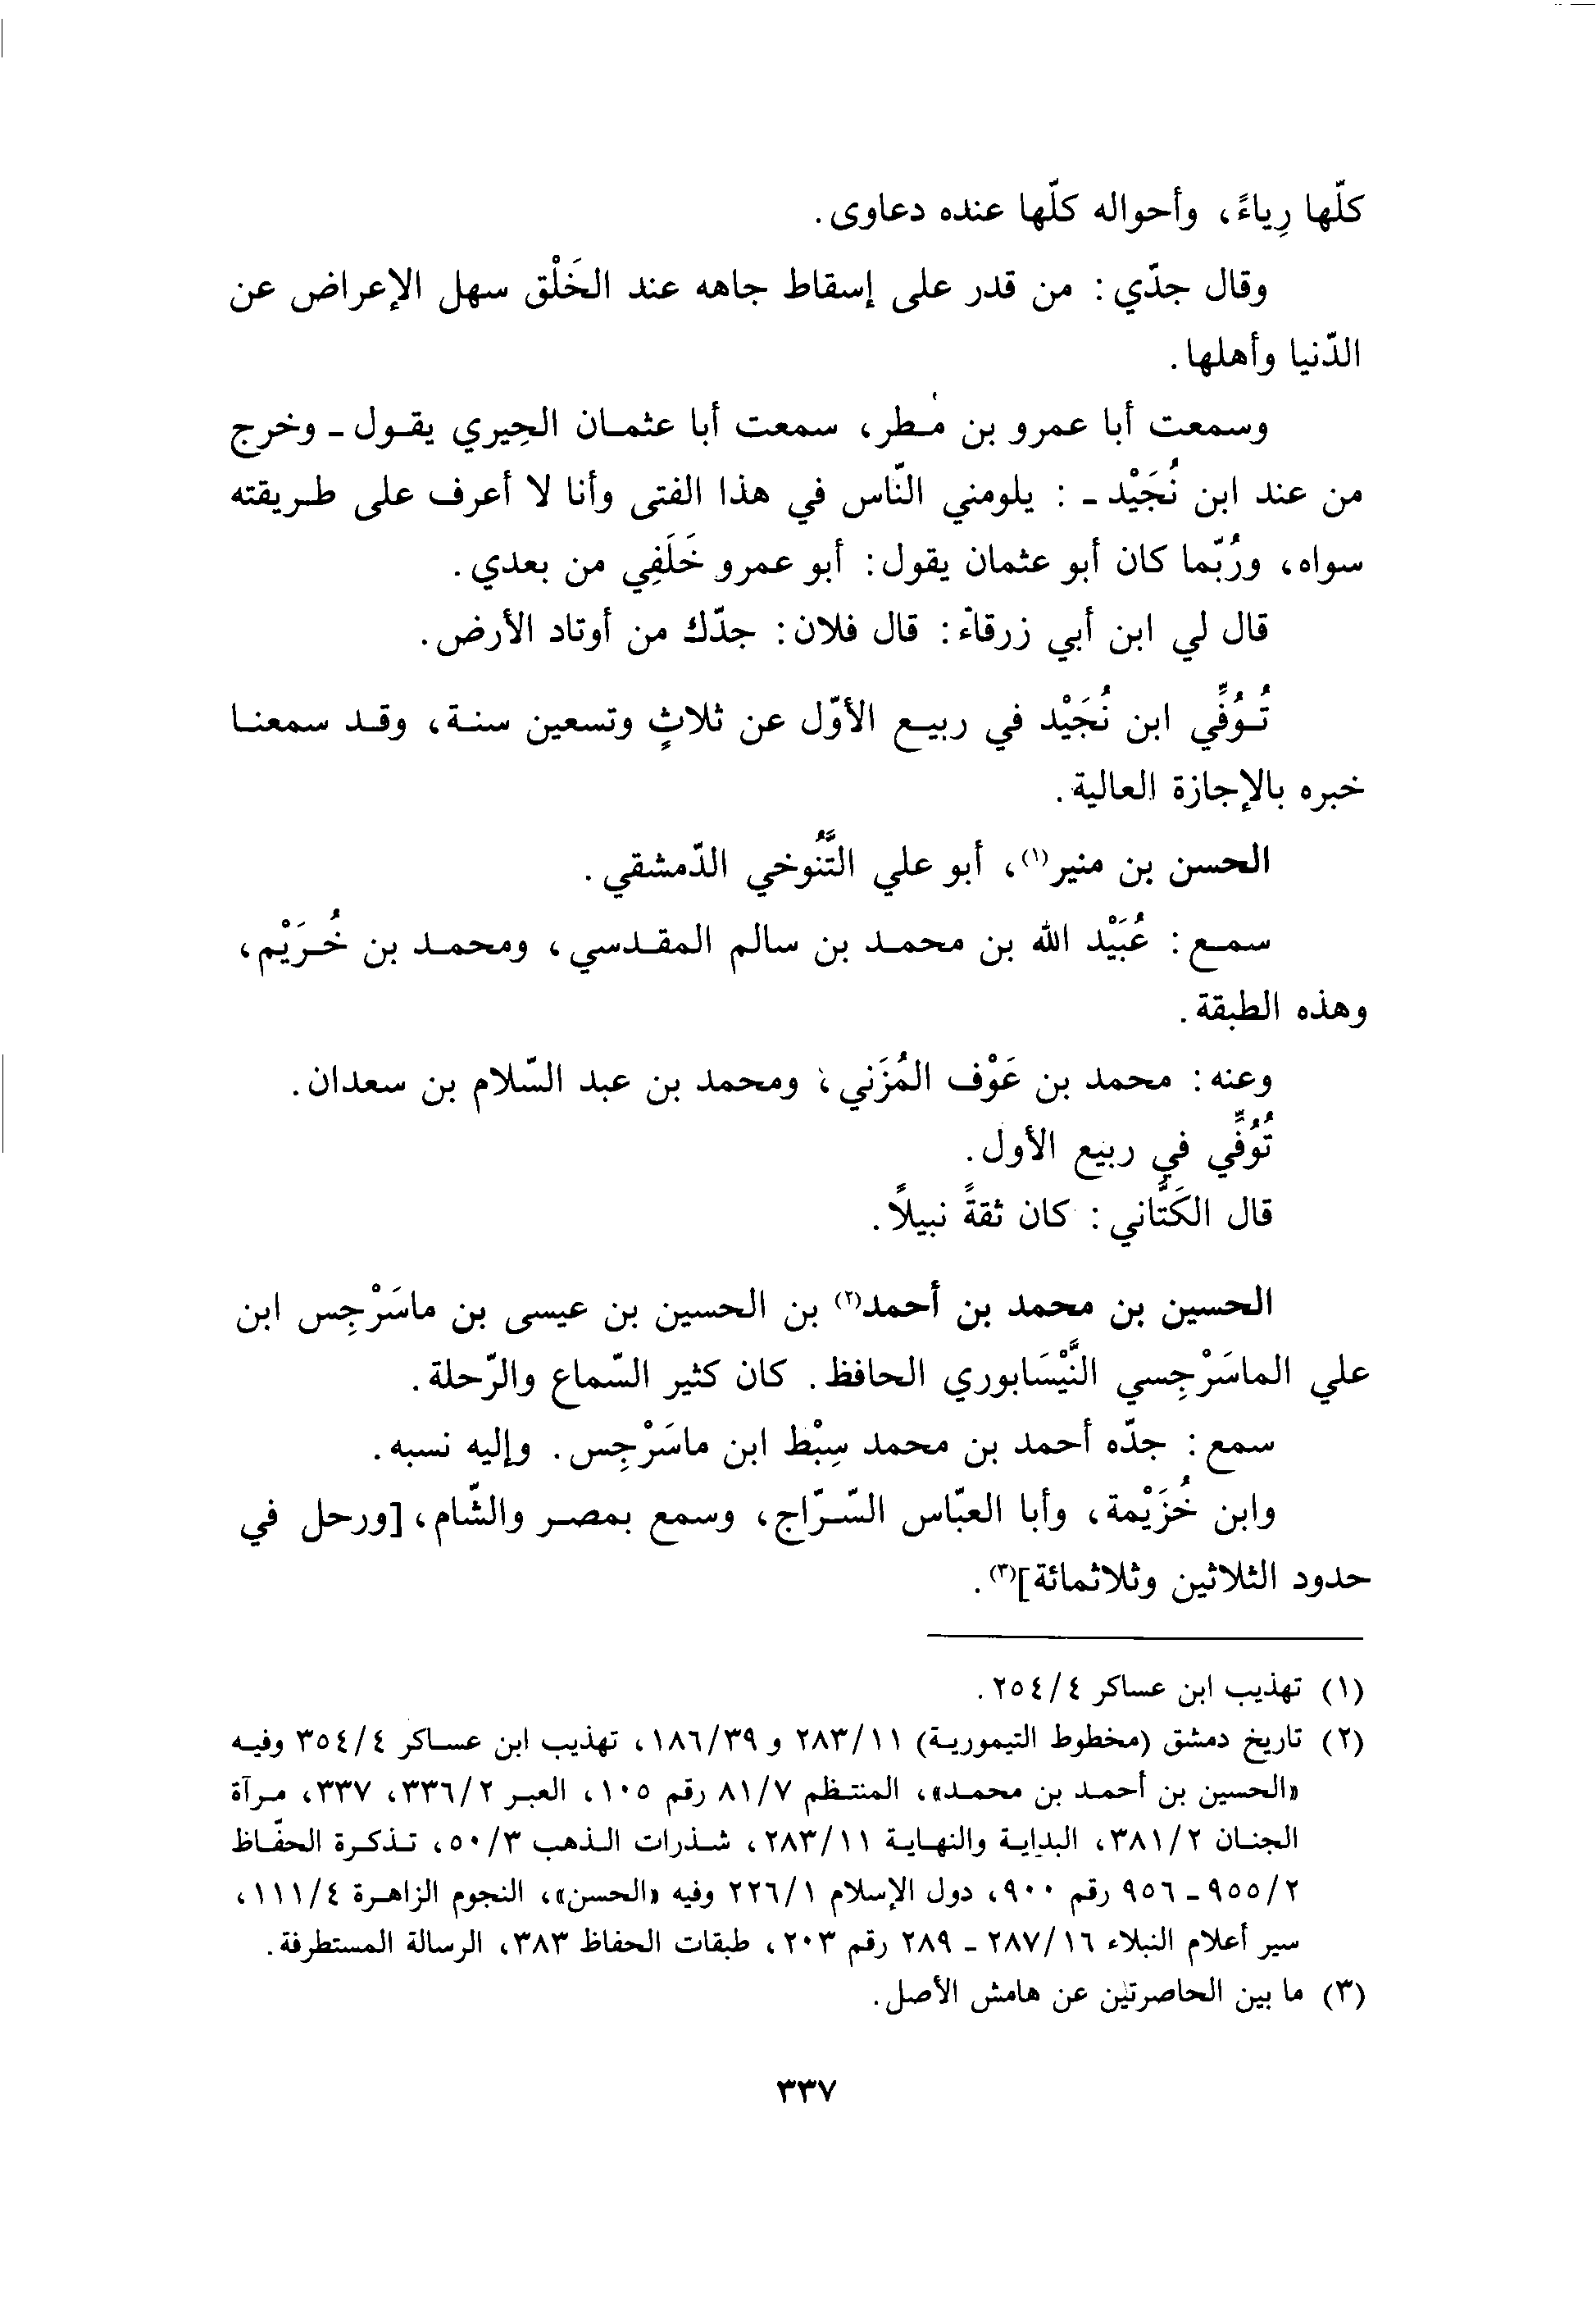 كلّها رِياءً، وأحواله كلّها عنده دعاوى.
وقال جدّي: من قدر على إسقاط جاهه عند الخَلْق سهل الإعراض عن
الدّنيا وأهلها.
وسمعت أبا عمرو بن مطر، سمعت أبا عثمان الحِيري يقول ـ وخرج
من عند ابن نُجَيْد ـ : يلومني النّاس في هذا الفتى وأنا لا أعرف على طريقته
سواه، ورُبّما كان أبو عثمان يقول: أبو عمرو خَلَفِي من بعدي.
قال لي ابن أبي زرقاء: قال فلان: جدّك من أوتاد الأرض.
تُوُفِّي ابن نُجَيْد في ربيع الأوّل عن ثلاثٍ وتسعين سنة، وقد سمعنا
خبره بالإجازة العالية.
الحسن بن منير(١)، أبو علي التَّنُوخي الدّمشقي.
سمع: عُبَيْد الله بن محمد بن سالم المقدسي، ومحمد بن خُرَيْم،
وهذه الطبقة.
وعنه: محمد بن عَوْف المُزَني، ومحمد بن عبد السّلام بن سعدان.
تُوُفِّي في ربيع الأول.
قال الكَتَّاني: كان ثقةً نبيلاً.
الحسين بن محمد بن أحمد(٢) بن الحسين بن عيسى بن ماسَرْجِس ابن
علي الماسَرْجِسي النَّيْسَابوري الحافظ. كان كثير السّماع والرّحلة.
سمع: جدّه أحمد بن محمد سِبْط ابن ماسَرْجِس. وإليه نسبه.
وابن خُزَيْمة، وأبا العبّاس السّرّاج، وسمع بمصر والشّام، [ورحل في
حدود الثلاثين وثلاثمائة](٣).
(١) تهذيب ابن عساكر ٢٥٤/٤.
(٢) تاريخ دمشق (مخطوط التيمورية) ٢٨٣/١١ و ١٨٦/٣٩، تهذيب ابن عساكر ٣٥٤/٤ وفيه
«الحسين بن أحمد بن محمد»، المنتظم ٨١/٧ رقم ١٠٥، العبر ٣٣٦/٢، ٣٣٧، مرآة
الجنان ٣٨١/٢، البداية والنهاية ٢٨٣/١١، شذرات الذهب ٥٠/٣، تذكرة الحفّاظ
٩٥٥/٢ ـ ٩٥٦ رقم ٩٠٠، دول الإسلام ٢٢٦/١ وفيه «الحسن»، النجوم الزاهرة ١١١/٤،
سير أعلام النبلاء ٢٨٧/١٦ ـ ٢٨٩ رقم ٢٠٣، طبقات الحفاظ ٣٨٣، الرسالة المستطرفة.
(٣) ما بين الحاصرتين عن هامش الأصل.
٣٣٧